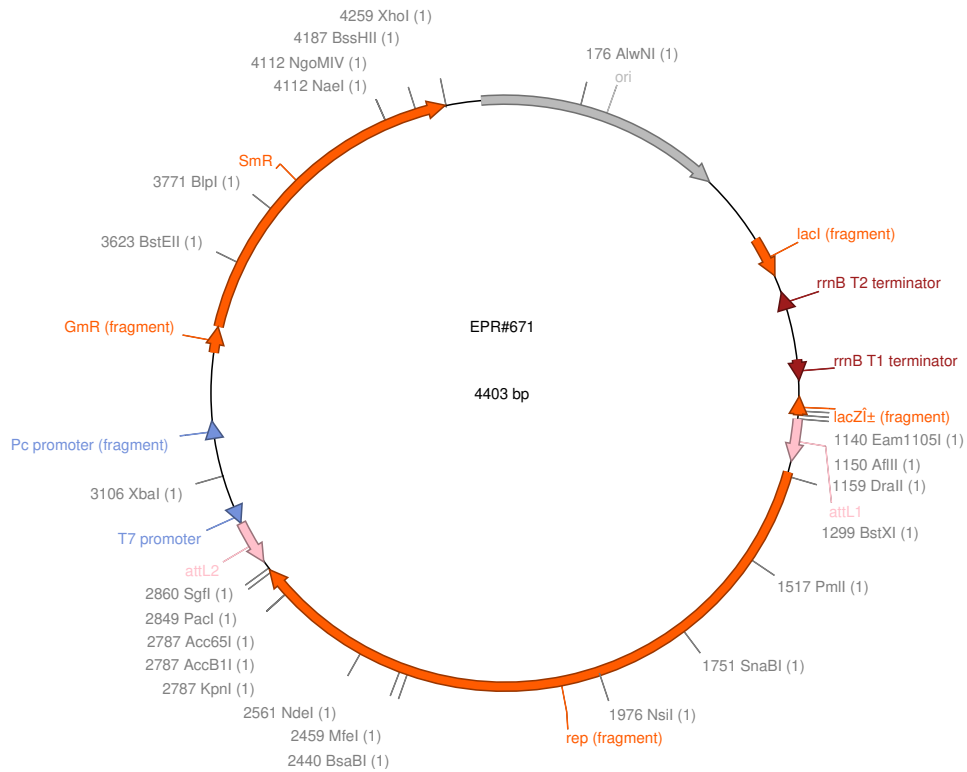 4259 XhoI (1)
4187 BssHII (1)
4112 NgoMIV (1)
4112 NaeI (1)
176 AlwNI (1)
ori
SmR
3771 BlpI (1)
3623 BstEII (1)
GmR (fragment)
Pc promoter (fragment)
3106 XbaI (1)
T7 promoter
attL2
2860 SgfI (1)
2849 PacI (1)
2787 Acc65I (1)
2787 AccB1I (1)
2787 KpnI (1)
2561 NdeI (1)
2459 MfeI (1)
2440 BsaBI (1)
EPR#671
4403 bp
lacI (fragment)
rrnB T2 terminator
rrnB T1 terminator
lacZÎ± (fragment)
1140 Eam1105I (1)
1150 AflII (1)
1159 DraII (1)
attL1
1299 BstXI (1)
1517 PmlI (1)
1751 SnaBI (1)
1976 NsiI (1)
rep (fragment)